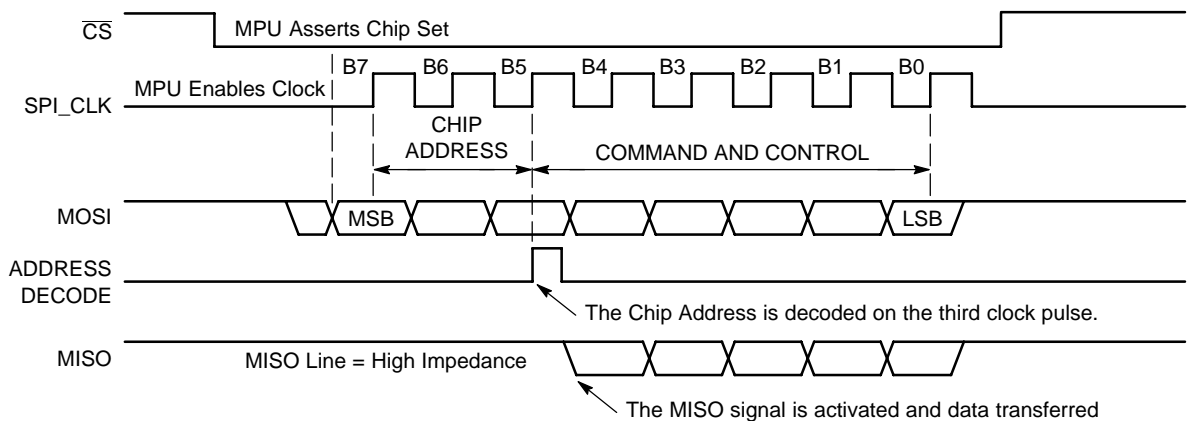 CS
MPU Asserts Chip Set
B7 B6 B5 B4 B3 B2 B1 B0
MPU Enables Clock
SPI_CLK
CHIP
ADDRESS
COMMAND AND CONTROL
MOSI
MSB
LSB
ADDRESS
DECODE
The Chip Address is decoded on the third clock pulse.
MISO
MISO Line = High Impedance
The MISO signal is activated and data transferred